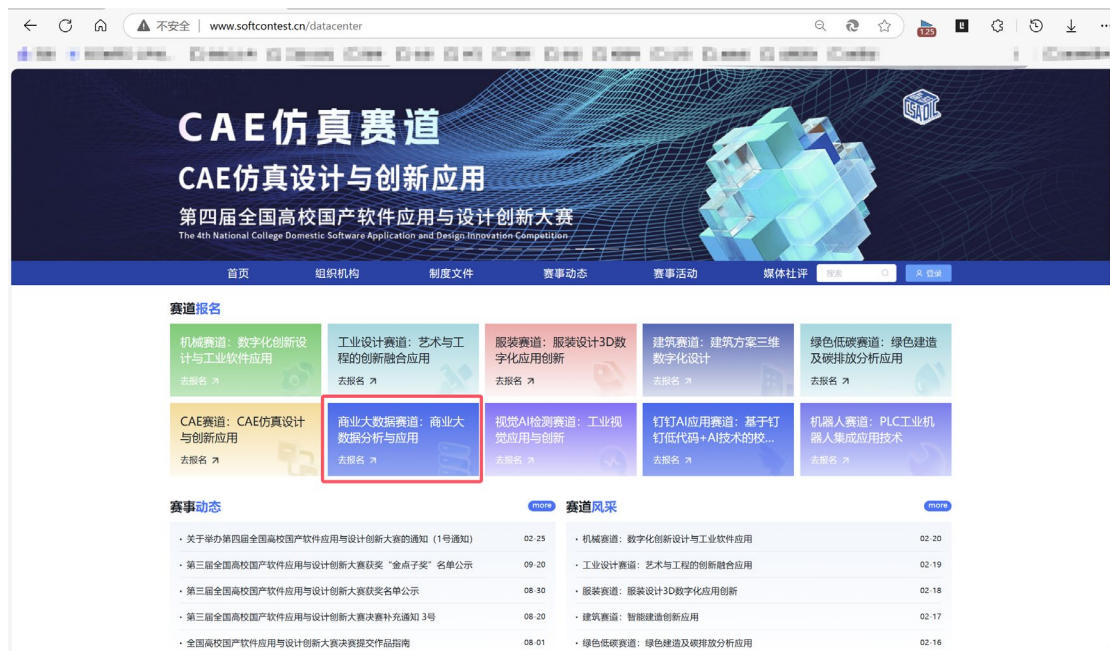 不安全 www.softcontest.cn/datacenter
1.25
CAE仿真赛道
CAE仿真设计与创新应用
第四届全国高校国产软件应用与设计创新大赛
The 4th National College Domestic Software Application and Design Innovation Competition
首页 组织机构 制度文件 赛事动态 赛事活动 媒体社评 搜索 登录
赛道报名
机械赛道：数字化创新设
计与工业软件应用
去报名
工业设计赛道：艺术与工
程的创新融合应用
去报名
服装赛道：服装设计3D数
字化应用创新
去报名
建筑赛道：建筑方案三维
数字化设计
去报名
绿色低碳赛道：绿色建造
及碳排放分析应用
去报名
CAE赛道：CAE仿真设计
与创新应用
去报名
商业大数据赛道：商业大
数据分析与应用
去报名
视觉AI检测赛道：工业视
觉应用与创新
去报名
钉钉AI应用赛道：基于钉
钉低代码+AI技术的校...
去报名
机器人赛道：PLC工业机
器人集成应用技术
去报名
赛事动态 more
· 关于举办第四届全国高校国产软件应用与设计创新大赛的通知（1号通知） 02-25
· 第三届全国高校国产软件应用与设计创新大赛获奖“金点子奖”名单公示 09-20
· 第三届全国高校国产软件应用与设计创新大赛获奖名单公示 08-30
· 第三届全国高校国产软件应用与设计创新大赛决赛补充通知 3号 08-20
· 全国高校国产软件应用与设计创新大赛决赛提交作品指南 08-01
赛道风采 more
· 机械赛道：数字化创新设计与工业软件应用 02-20
· 工业设计赛道：艺术与工程的创新融合应用 02-19
· 服装赛道：服装设计3D数字化应用创新 02-18
· 建筑赛道：智能建造创新应用 02-17
· 绿色低碳赛道：绿色建造及碳排放分析应用 02-16